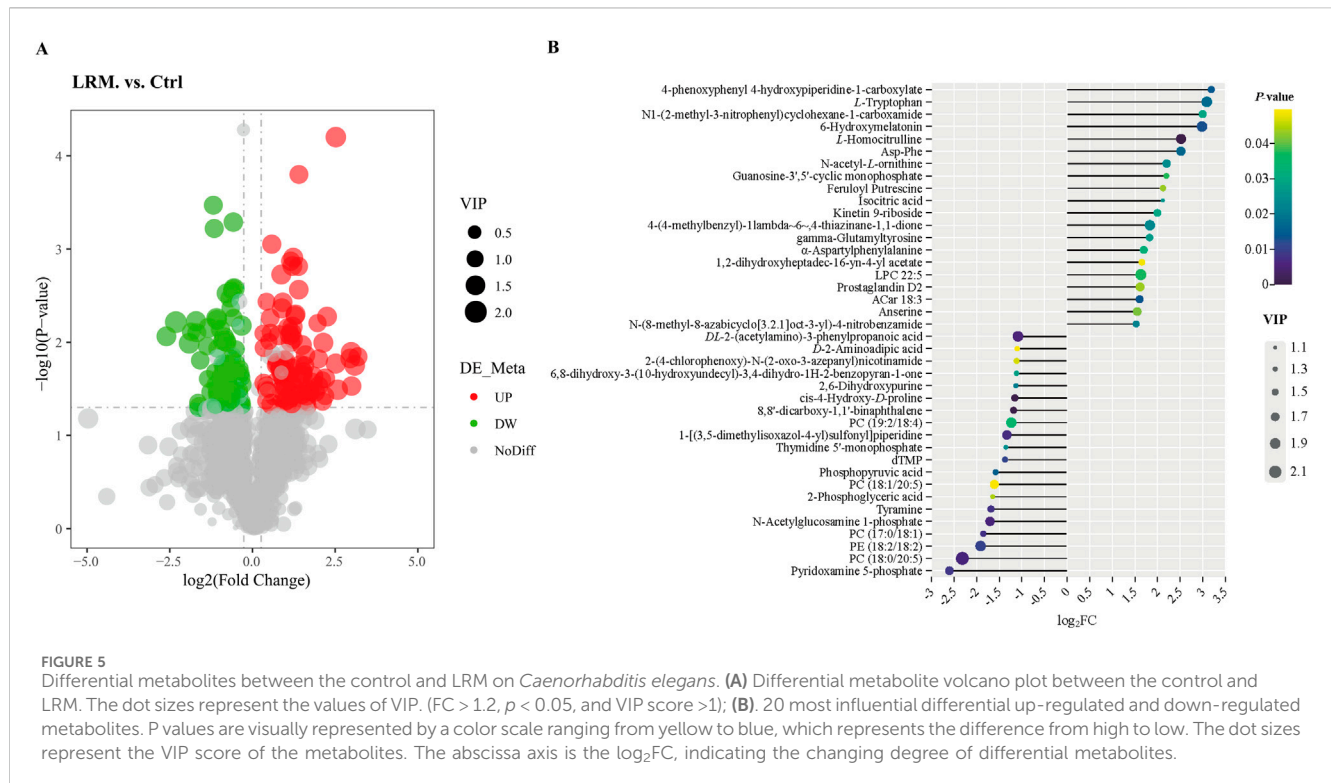 A
LRM. vs. Ctrl
4
3
2
1
0
−5.0
−2.5
0.0
2.5
5.0
−log10(P−value)
log2(Fold Change)
VIP
0.5
1.0
1.5
2.0
DE_Meta
UP
DW
NoDiff
B
4-phenoxyphenyl 4-hydroxypiperidine-1-carboxylate
L-Tryptophan
N1-(2-methyl-3-nitrophenyl)cyclohexane-1-carboxamide
6-Hydroxymelatonin
L-Homocitrulline
Asp-Phe
N-acetyl-L-ornithine
Guanosine-3',5'-cyclic monophosphate
Feruloyl Putrescine
Isocitric acid
Kinetin 9-riboside
4-(4-methylbenzyl)-1lambda~6~,4-thiazinane-1,1-dione
gamma-Glutamyltyrosine
α-Aspartylphenylalanine
1,2-dihydroxyheptadec-16-yn-4-yl acetate
LPC 22:5
Prostaglandin D2
ACar 18:3
Anserine
N-(8-methyl-8-azabicyclo[3.2.1]oct-3-yl)-4-nitrobenzamide
DL-2-(acetylamino)-3-phenylpropanoic acid
D-2-Aminoadipic acid
2-(4-chlorophenoxy)-N-(2-oxo-3-azepanyl)nicotinamide
6,8-dihydroxy-3-(10-hydroxyundecyl)-3,4-dihydro-1H-2-benzopyran-1-one
2,6-Dihydroxypurine
cis-4-Hydroxy-D-proline
8,8'-dicarboxy-1,1'-binaphthalene
PC (19:2/18:4)
1-[(3,5-dimethylisoxazol-4-yl)sulfonyl]piperidine
Thymidine 5'-monophosphate
dTMP
Phosphopyruvic acid
PC (18:1/20:5)
2-Phosphoglyceric acid
Tyramine
N-Acetylglucosamine 1-phosphate
PC (17:0/18:1)
PE (18:2/18:2)
PC (18:0/20:5)
Pyridoxamine 5-phosphate
-3
-2.5
-2
-1.5
-1
-0.5
0
0.5
1
1.5
2
2.5
3
3.5
log₂FC
P-value
0.04
0.03
0.02
0.01
0
VIP
1.1
1.3
1.5
1.7
1.9
2.1
FIGURE 5
Differential metabolites between the control and LRM on Caenorhabditis elegans. (A) Differential metabolite volcano plot between the control and
LRM. The dot sizes represent the values of VIP. (FC > 1.2, p < 0.05, and VIP score >1); (B). 20 most influential differential up-regulated and down-regulated
metabolites. P values are visually represented by a color scale ranging from yellow to blue, which represents the difference from high to low. The dot sizes
represent the VIP score of the metabolites. The abscissa axis is the log₂FC, indicating the changing degree of differential metabolites.